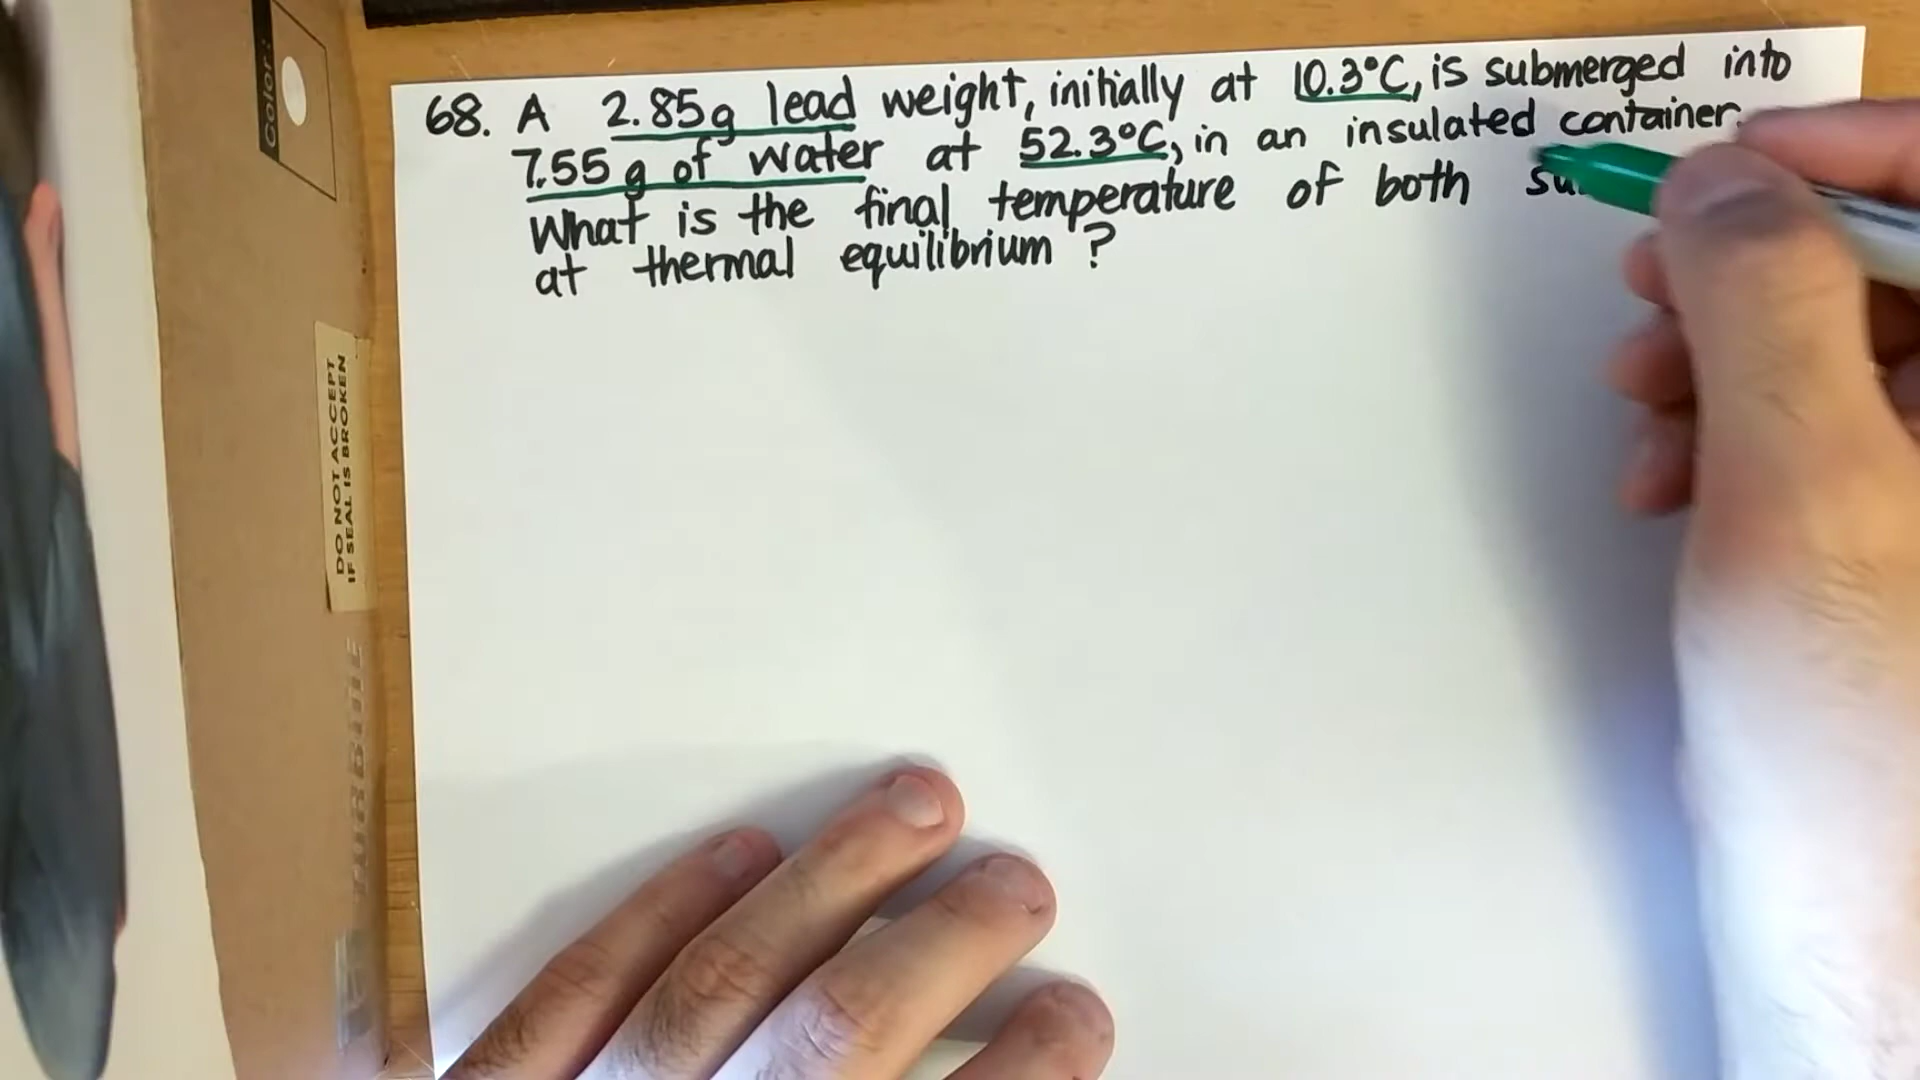 68. A 2.85g lead weight, initially at 10.3°C, is submerged into
7.55 g of water at 52.3°C, in an insulated container.
What is the final temperature of both
at thermal equilibrium?
Color:
DO NOT ACCEPT
IF SEAL IS BROKEN